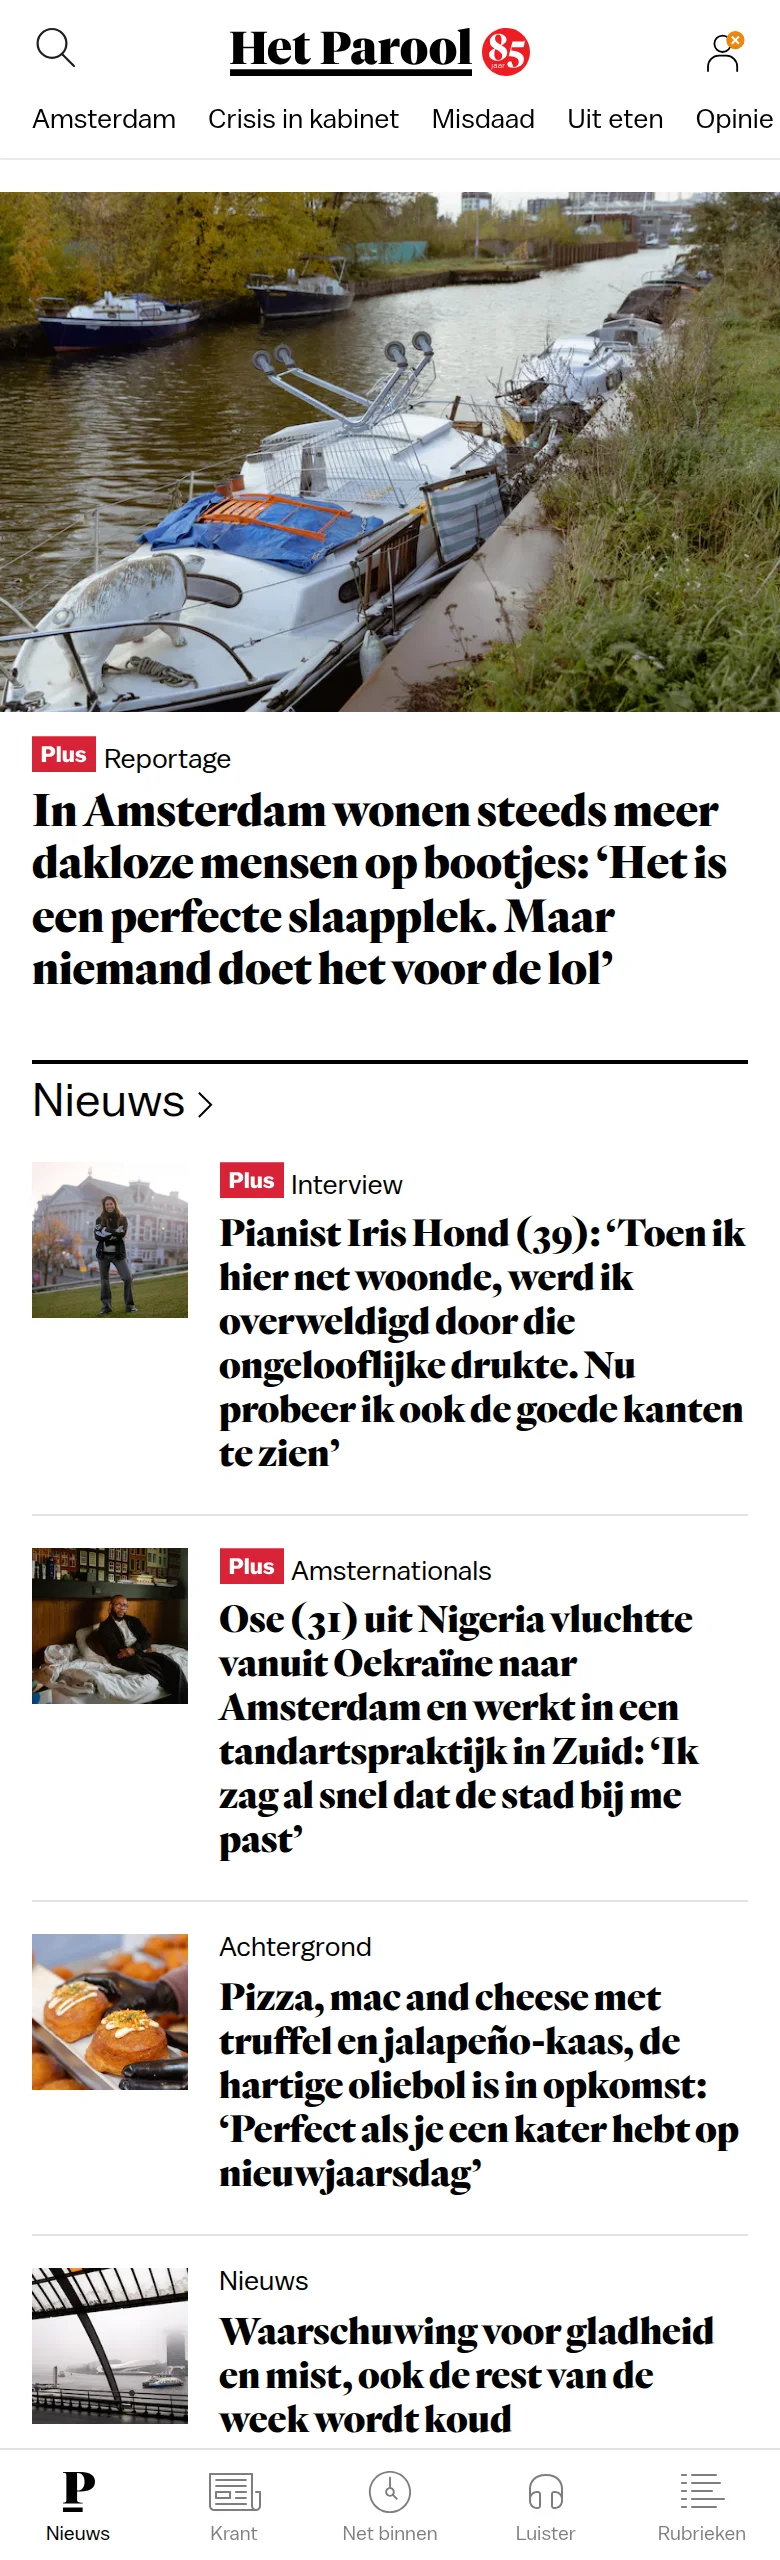 Het Parool 85 jaar
Amsterdam Crisis in kabinet Misdaad Uit eten Opinie
Plus Reportage
In Amsterdam wonen steeds meer
dakloze mensen op bootjes: ‘Het is
een perfecte slaapplek. Maar
niemand doet het voor de lol’
Nieuws
Plus Interview
Pianist Iris Hond (39): ‘Toen ik
hier net woonde, werd ik
overweldigd door die
ongelooflijke drukte. Nu
probeer ik ook de goede kanten
te zien’
Plus Amsternationals
Ose (31) uit Nigeria vluchtte
vanuit Oekraïne naar
Amsterdam en werkt in een
tandartspraktijk in Zuid: ‘Ik
zag al snel dat de stad bij me
past’
Achtergrond
Pizza, mac and cheese met
truffel en jalapeño-kaas, de
hartige oliebol is in opkomst:
‘Perfect als je een kater hebt op
nieuwjaarsdag’
Nieuws
Waarschuwing voor gladheid
en mist, ook de rest van de
week wordt koud
P
Nieuws Krant Net binnen Luister Rubrieken